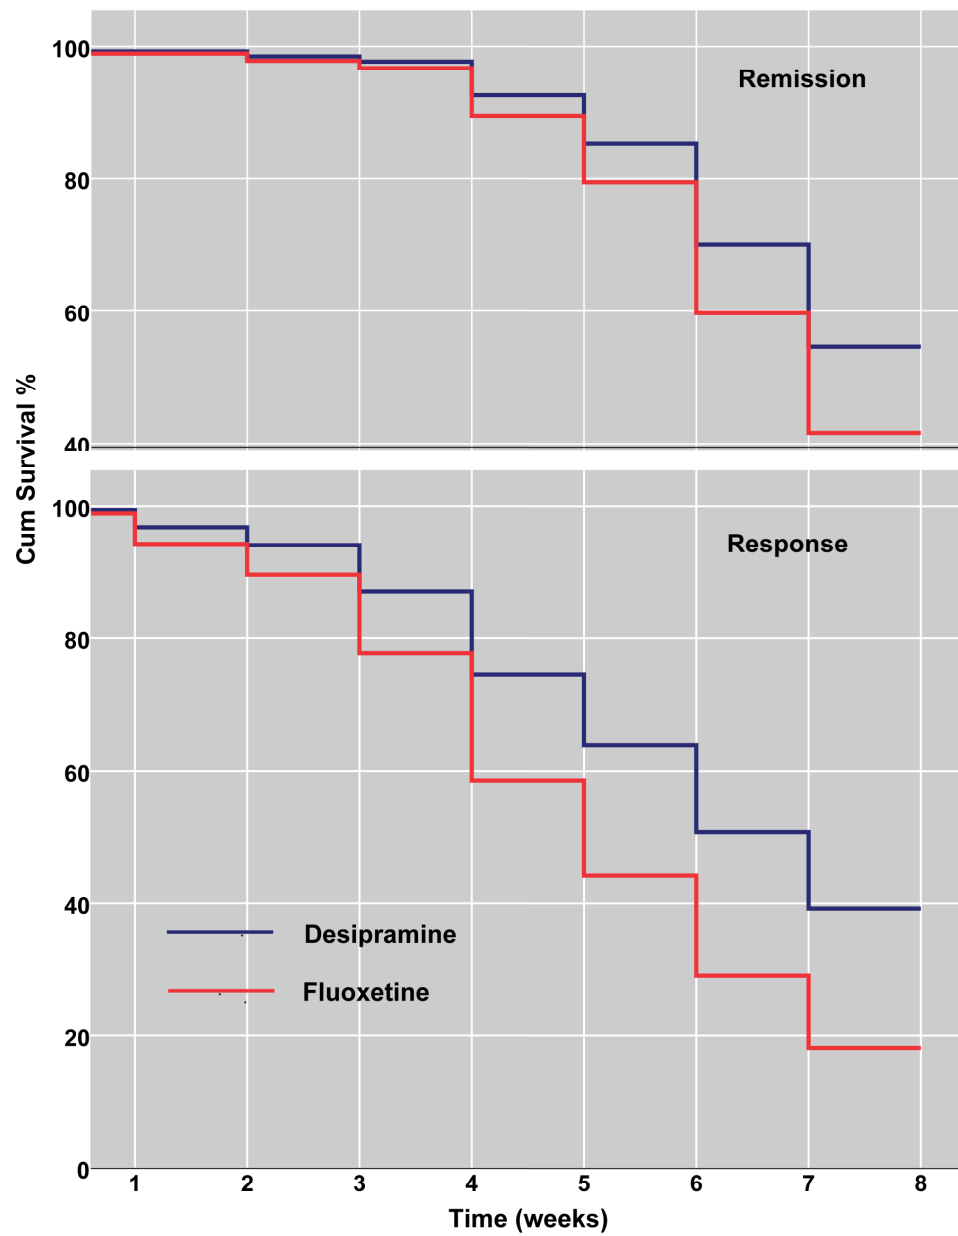 100
Remission
80
60
40
Cum Survival %
100
Response
80
60
40
Desipramine
Fluoxetine
20
0
1 2 3 4 5 6 7 8
Time (weeks)